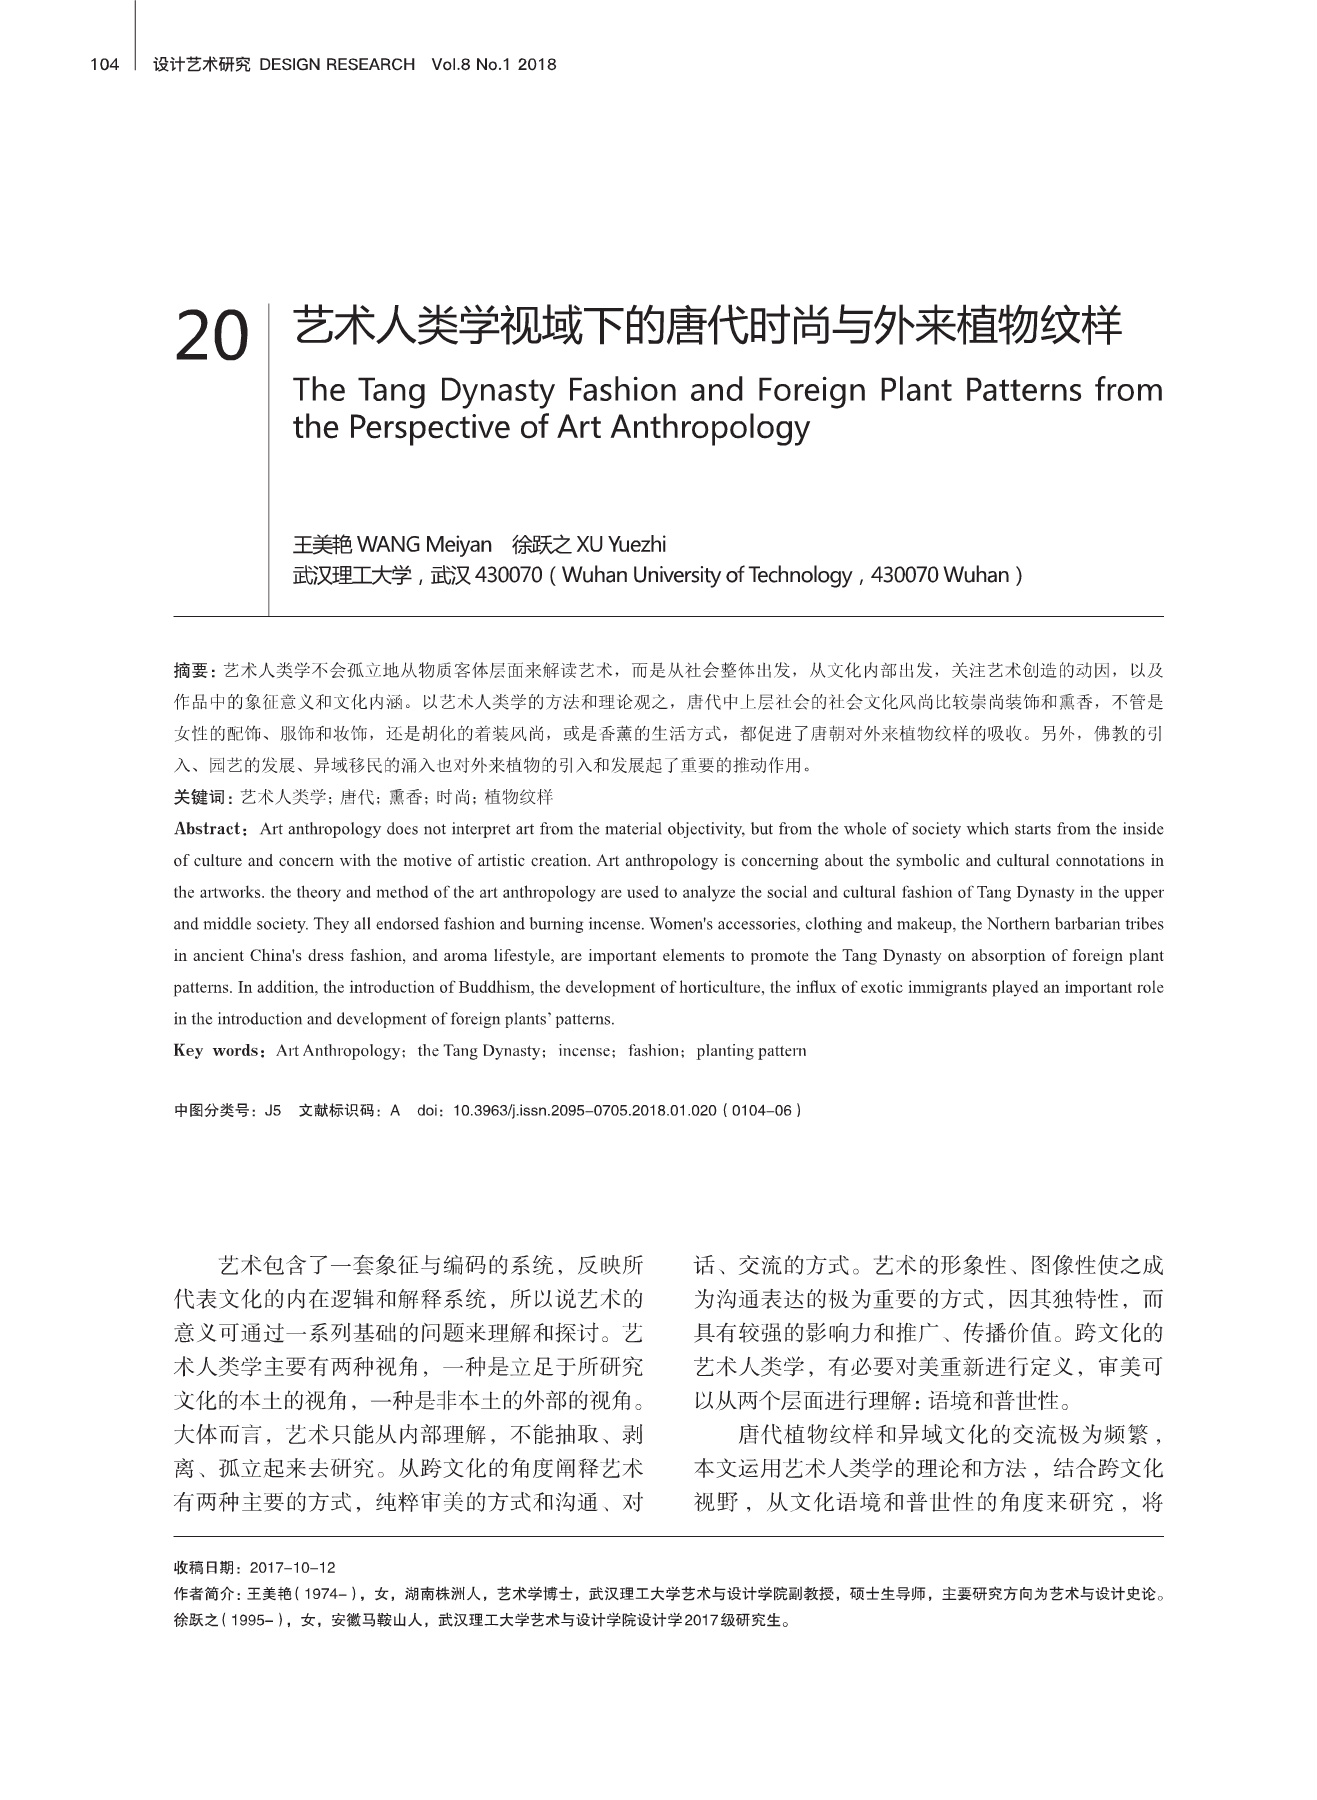 104 设计艺术研究 DESIGN RESEARCH Vol.8 No.1 2018
20
艺术人类学视域下的唐代时尚与外来植物纹样
The Tang Dynasty Fashion and Foreign Plant Patterns from
the Perspective of Art Anthropology
王美艳 WANG Meiyan 徐跃之 XU Yuezhi
武汉理工大学，武汉 430070（Wuhan University of Technology，430070 Wuhan）
摘要：艺术人类学不会孤立地从物质客体层面来解读艺术，而是从社会整体出发，从文化内部出发，关注艺术创造的动因，以及
作品中的象征意义和文化内涵。以艺术人类学的方法和理论观之，唐代中上层社会的社会文化风尚比较崇尚装饰和熏香，不管是
女性的配饰、服饰和妆饰，还是胡化的着装风尚，或是香薰的生活方式，都促进了唐朝对外来植物纹样的吸收。另外，佛教的引
入、园艺的发展、异域移民的涌入也对外来植物的引入和发展起了重要的推动作用。
关键词：艺术人类学；唐代；熏香；时尚；植物纹样
Abstract：Art anthropology does not interpret art from the material objectivity, but from the whole of society which starts from the inside
of culture and concern with the motive of artistic creation. Art anthropology is concerning about the symbolic and cultural connotations in
the artworks. the theory and method of the art anthropology are used to analyze the social and cultural fashion of Tang Dynasty in the upper
and middle society. They all endorsed fashion and burning incense. Women's accessories, clothing and makeup, the Northern barbarian tribes
in ancient China's dress fashion, and aroma lifestyle, are important elements to promote the Tang Dynasty on absorption of foreign plant
patterns. In addition, the introduction of Buddhism, the development of horticulture, the influx of exotic immigrants played an important role
in the introduction and development of foreign plants’ patterns.
Key words：Art Anthropology；the Tang Dynasty；incense；fashion；planting pattern
中图分类号：J5 文献标识码：A doi：10.3963/j.issn.2095-0705.2018.01.020（0104-06）
艺术包含了一套象征与编码的系统，反映所
代表文化的内在逻辑和解释系统，所以说艺术的
意义可通过一系列基础的问题来理解和探讨。艺
术人类学主要有两种视角，一种是立足于所研究
文化的本土的视角，一种是非本土的外部的视角。
大体而言，艺术只能从内部理解，不能抽取、剥
离、孤立起来去研究。从跨文化的角度阐释艺术
有两种主要的方式，纯粹审美的方式和沟通、对
话、交流的方式。艺术的形象性、图像性使之成
为沟通表达的极为重要的方式，因其独特性，而
具有较强的影响力和推广、传播价值。跨文化的
艺术人类学，有必要对美重新进行定义，审美可
以从两个层面进行理解：语境和普世性。
唐代植物纹样和异域文化的交流极为频繁，
本文运用艺术人类学的理论和方法，结合跨文化
视野，从文化语境和普世性的角度来研究，将
收稿日期：2017-10-12
作者简介：王美艳（1974-），女，湖南株洲人，艺术学博士，武汉理工大学艺术与设计学院副教授，硕士生导师，主要研究方向为艺术与设计史论。
徐跃之（1995-），女，安徽马鞍山人，武汉理工大学艺术与设计学院设计学2017级研究生。